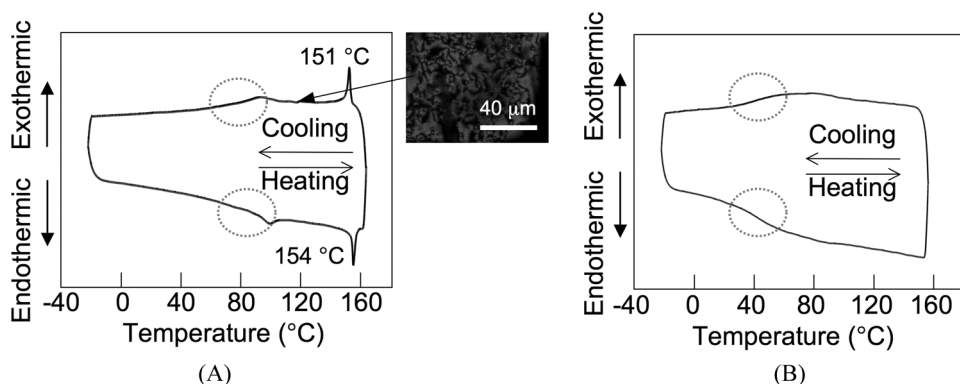 Exothermic
Endothermic
151 °C
40 μm
Cooling
Heating
154 °C
-40 0 40 80 120 160
Temperature (°C)
(A)
Exothermic
Endothermic
Cooling
Heating
-40 0 40 80 120 160
Temperature (°C)
(B)